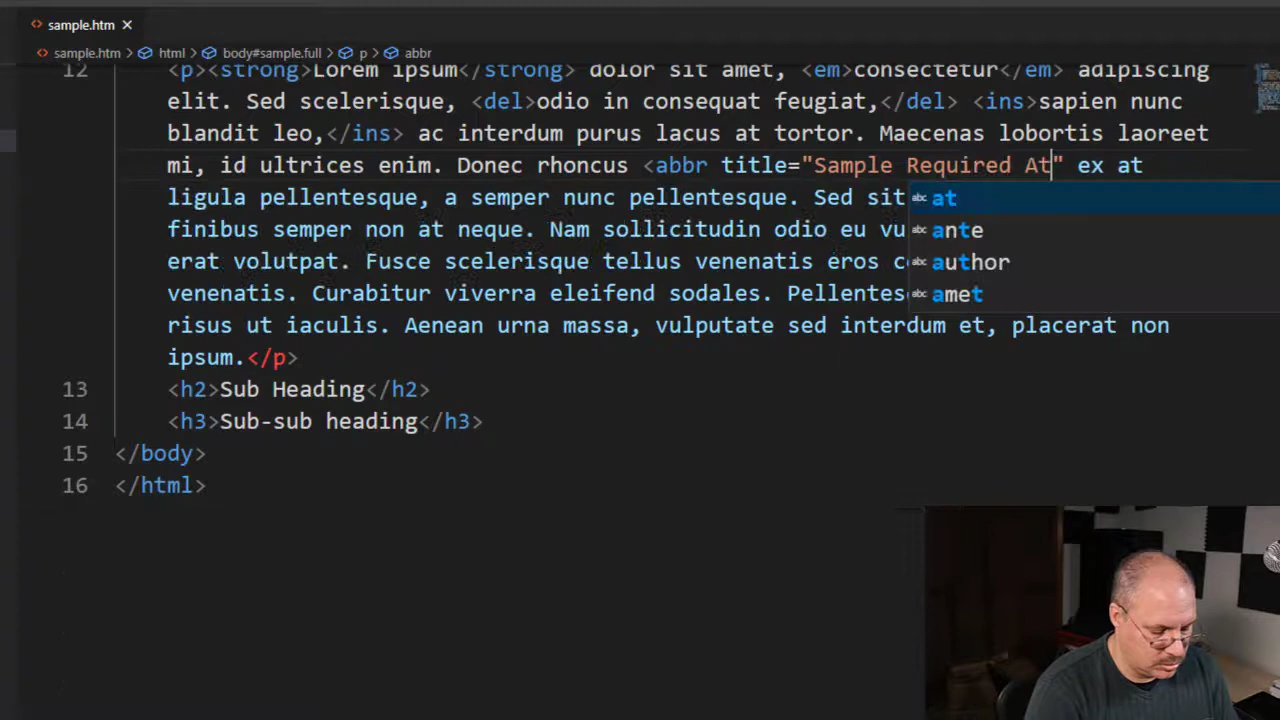 sample.htm
sample.htm > html > body#sample.full > p > abbr
12 <p><strong>Lorem ipsum</strong> dolor sit amet, <em>consectetur</em> adipiscing
elit. Sed scelerisque, <del>odio in consequat feugiat,</del> <ins>sapien nunc
blandit leo,</ins> ac interdum purus lacus at tortor. Maecenas lobortis laoreet
mi, id ultrices enim. Donec rhoncus <abbr title="Sample Required At" ex at
ligula pellentesque, a semper nunc pellentesque. Sed sit
finibus semper non at neque. Nam sollicitudin odio eu vu
erat volutpat. Fusce scelerisque tellus venenatis eros c
venenatis. Curabitur viverra eleifend sodales. Pellentes
risus ut iaculis. Aenean urna massa, vulputate sed interdum et, placerat non
ipsum.</p>
13 <h2>Sub Heading</h2>
14 <h3>Sub-sub heading</h3>
15 </body>
16 </html>
abc at
abc ante
abc author
abc amet